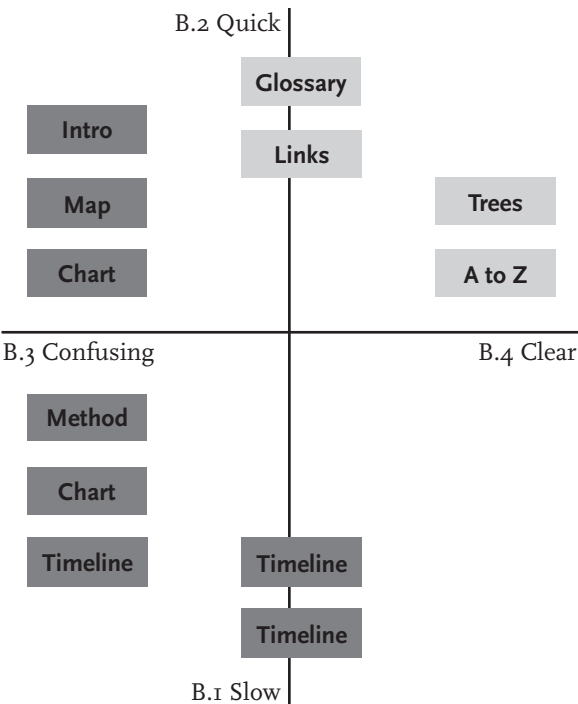 B.2 Quick
Glossary
Intro
Links
Map
Trees
Chart
A to Z
B.3 Confusing
B.4 Clear
Method
Chart
Timeline
Timeline
Timeline
B.1 Slow